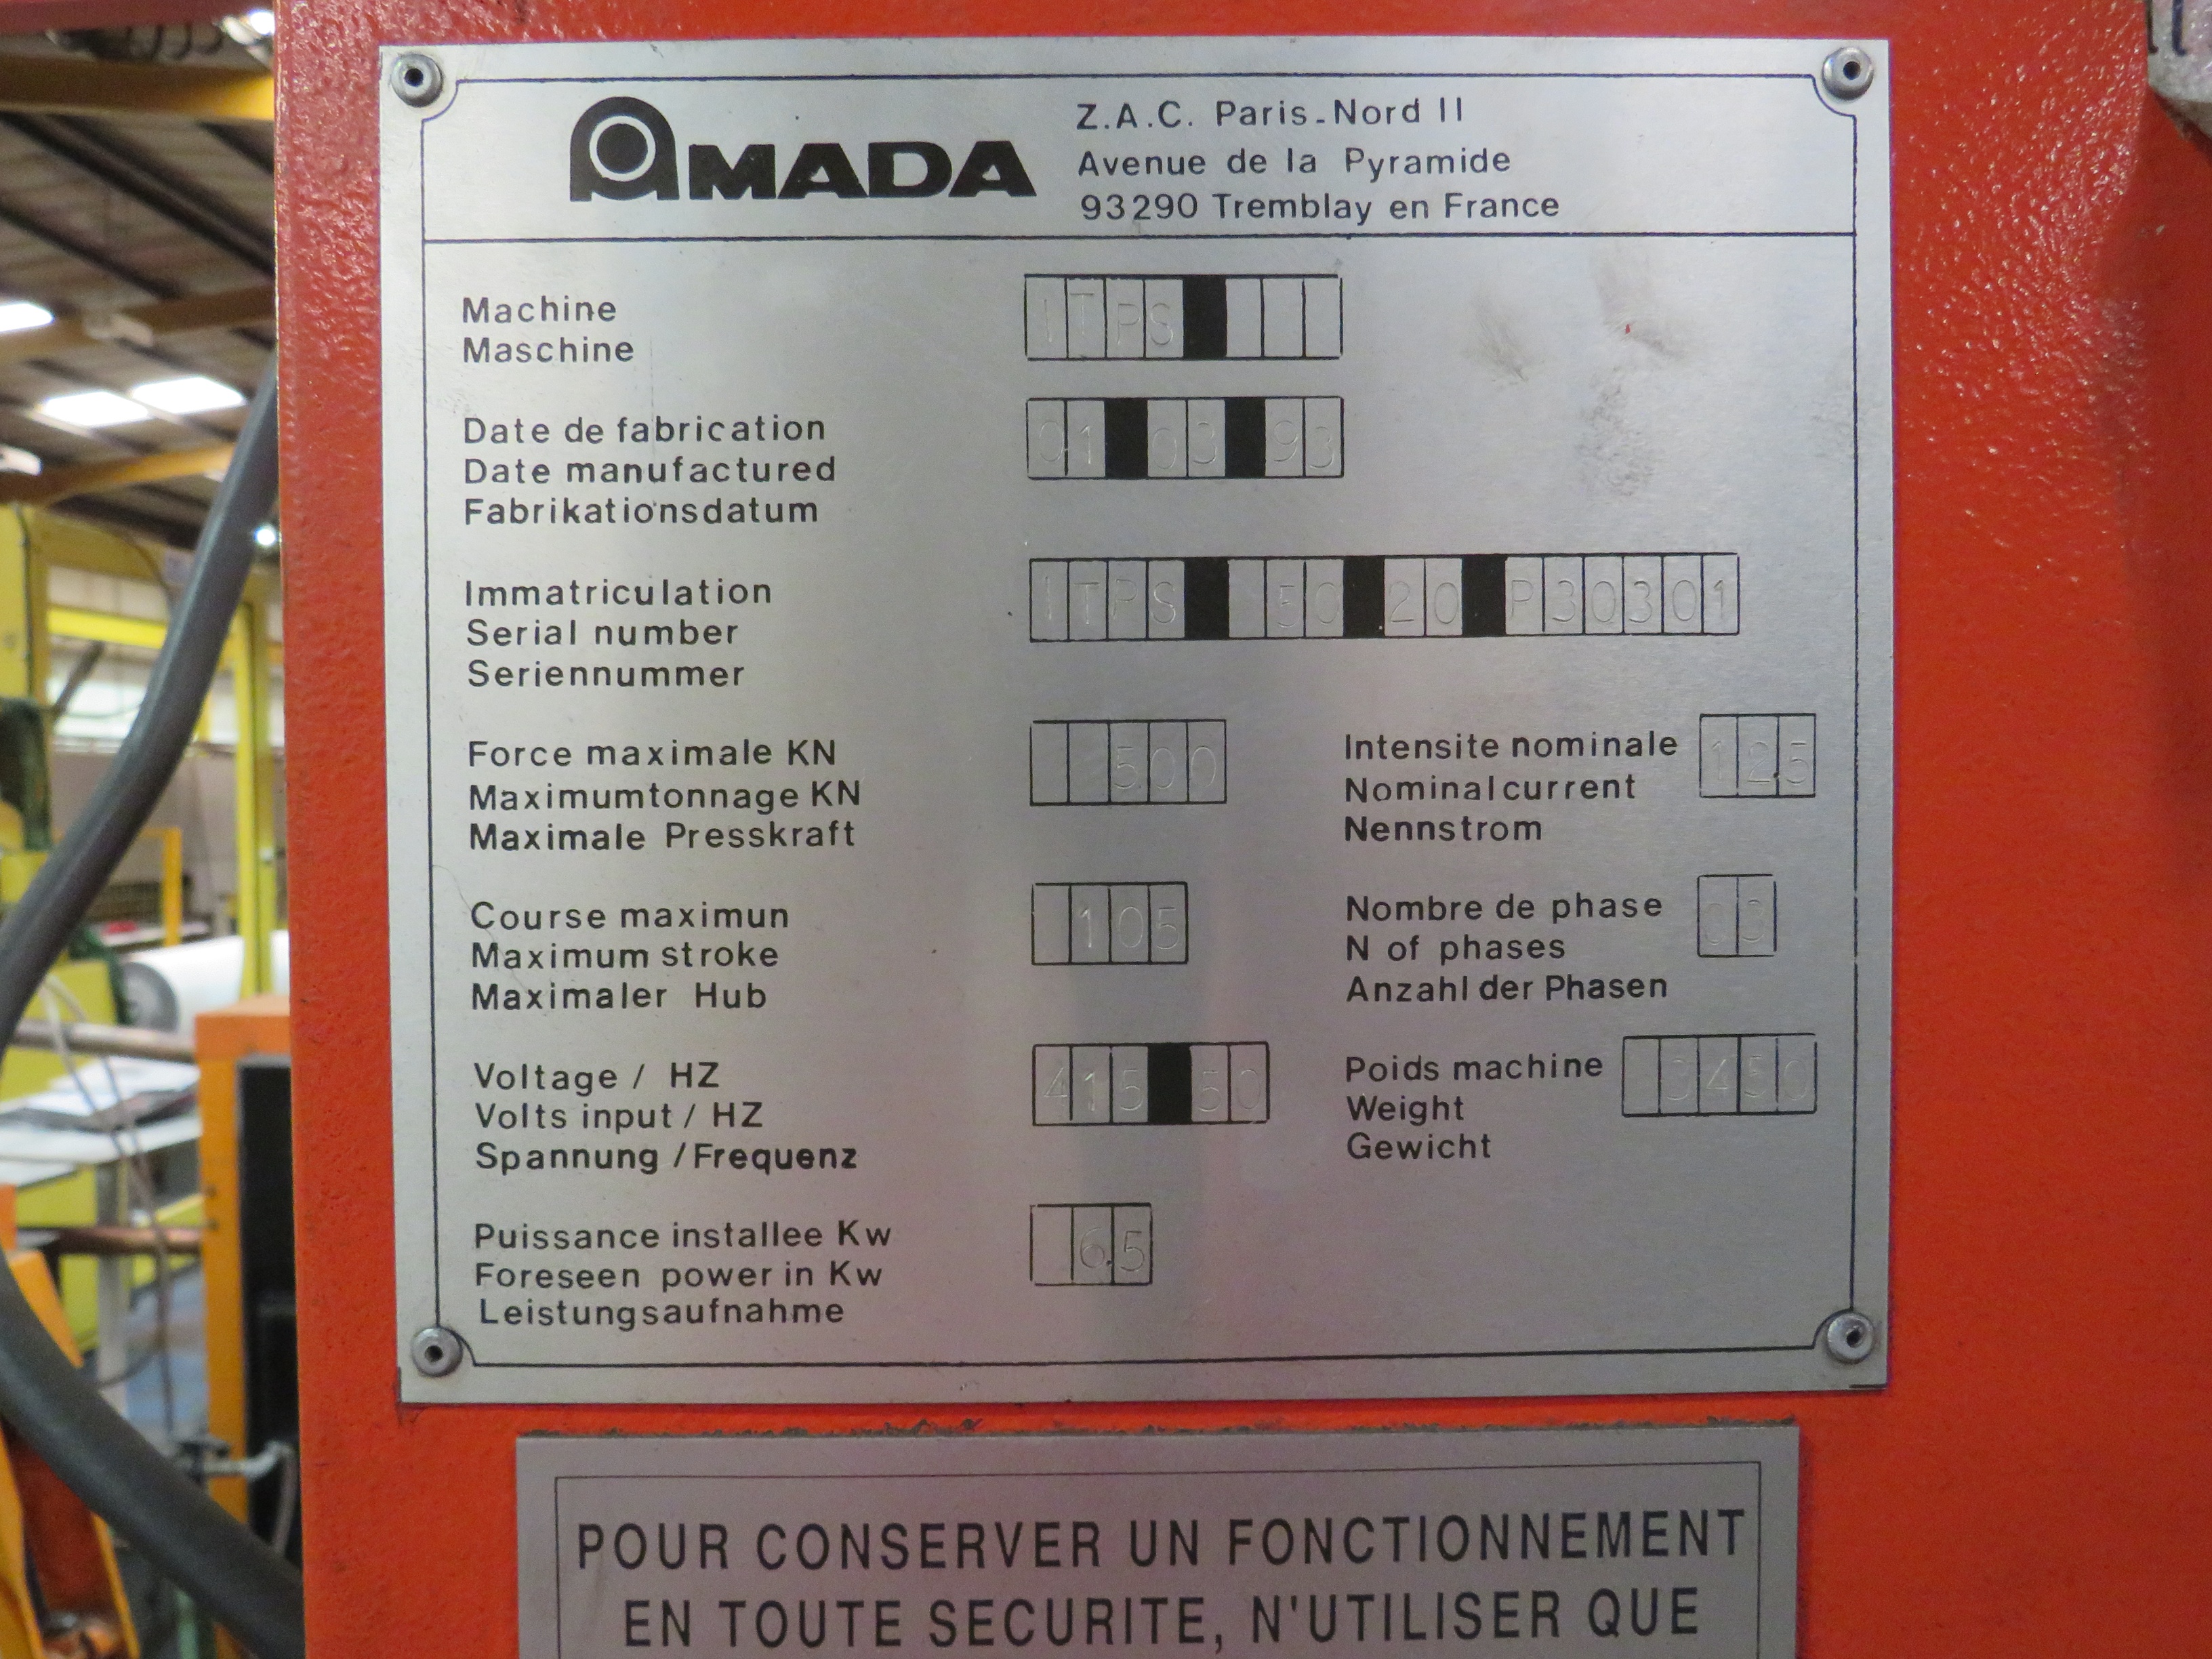 AMADA
Z.A.C. Paris-Nord II
Avenue de la Pyramide
93290 Tremblay en France
Machine
Maschine
ITPS
Date de fabrication
Date manufactured
Fabrikationsdatum
01 03 93
Immatriculation
Serial number
Seriennummer
ITPS 50 20 P30301
Force maximale KN
Maximumtonnage KN
Maximale Presskraft
500
Intensite nominale
Nominal current
Nennstrom
12.5
Course maximun
Maximum stroke
Maximaler Hub
105
Nombre de phase
N of phases
Anzahl der Phasen
03
Voltage / HZ
Volts input / HZ
Spannung / Frequenz
415 50
Poids machine
Weight
Gewicht
3450
Puissance installee Kw
Foreseen power in Kw
Leistungsaufnahme
6.5
POUR CONSERVER UN FONCTIONNEMENT
EN TOUTE SECURITE, N'UTILISER QUE